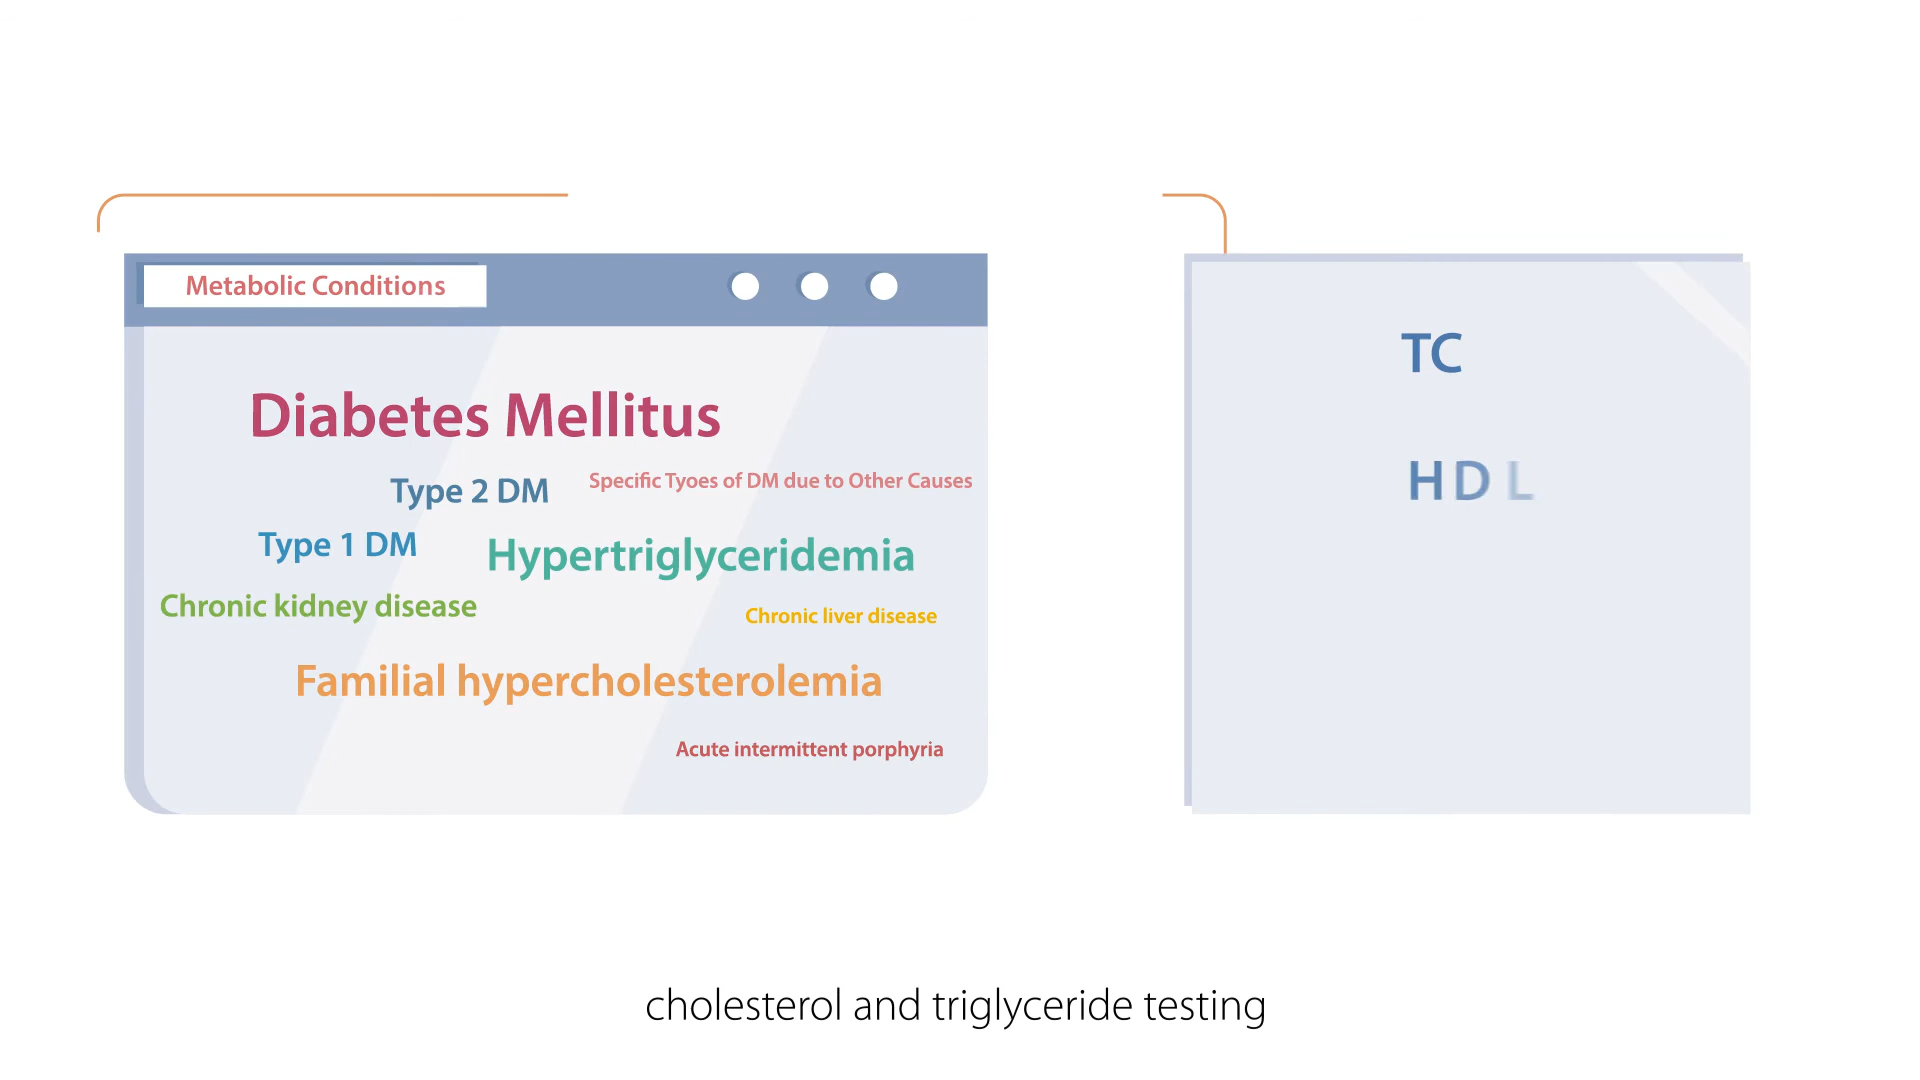 Metabolic Conditions
Diabetes Mellitus
Type 2 DM
Specific Tyoes of DM due to Other Causes
Type 1 DM
Hypertriglyceridemia
Chronic kidney disease
Chronic liver disease
Familial hypercholesterolemia
Acute intermittent porphyria
TC
HDL
cholesterol and triglyceride testing